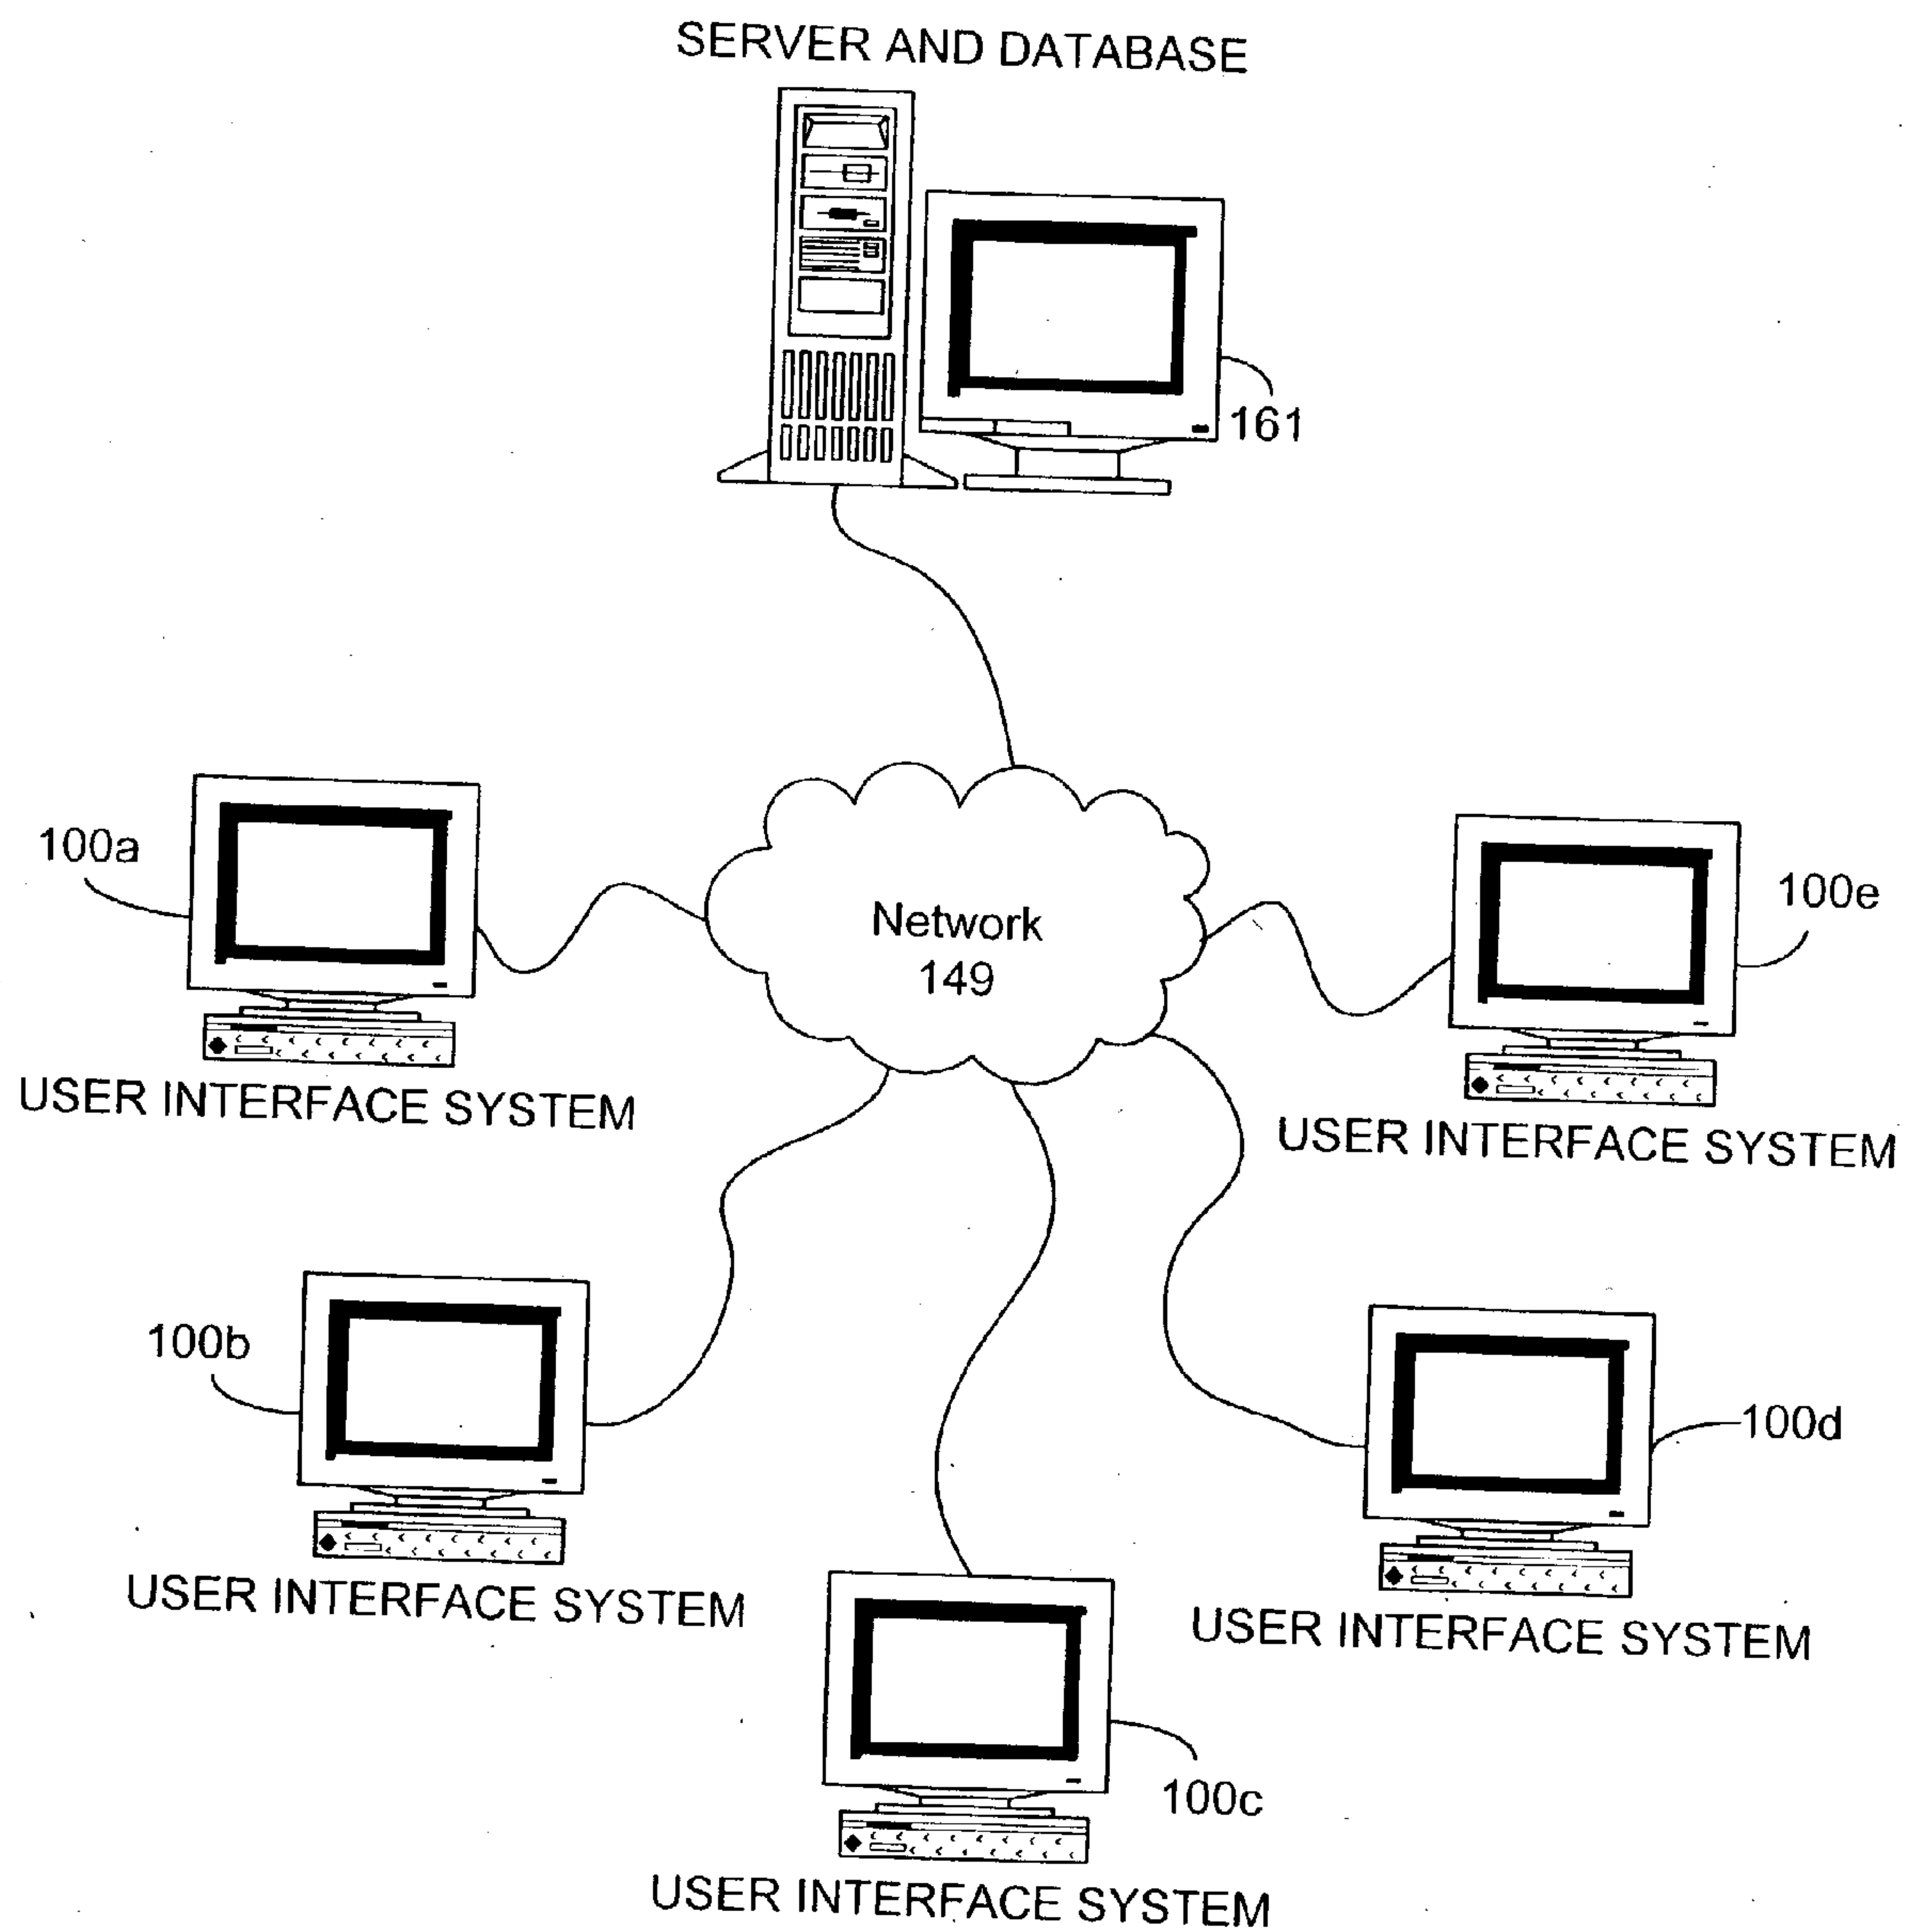 SERVER AND DATABASE
161
100a
Network
149
100e
USER INTERFACE SYSTEM
USER INTERFACE SYSTEM
100b
100d
USER INTERFACE SYSTEM
USER INTERFACE SYSTEM
100c
USER INTERFACE SYSTEM